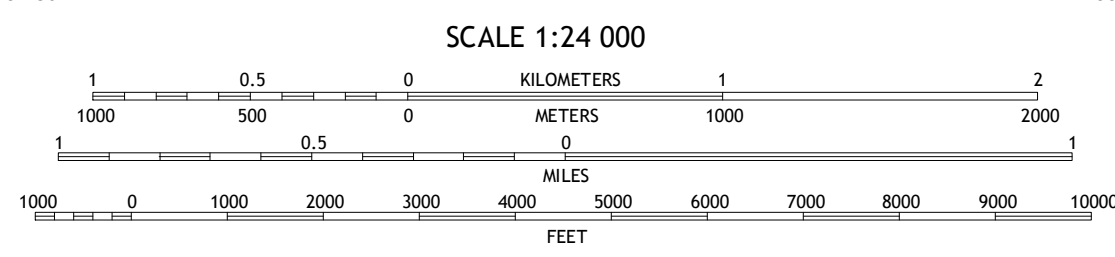 SCALE 1:24 000
1 0.5 0 KILOMETERS 1 2
1000 500 0 METERS 1000 2000
1 0.5 0 1
MILES
1000 0 1000 2000 3000 4000 5000 6000 7000 8000 9000 10000
FEET